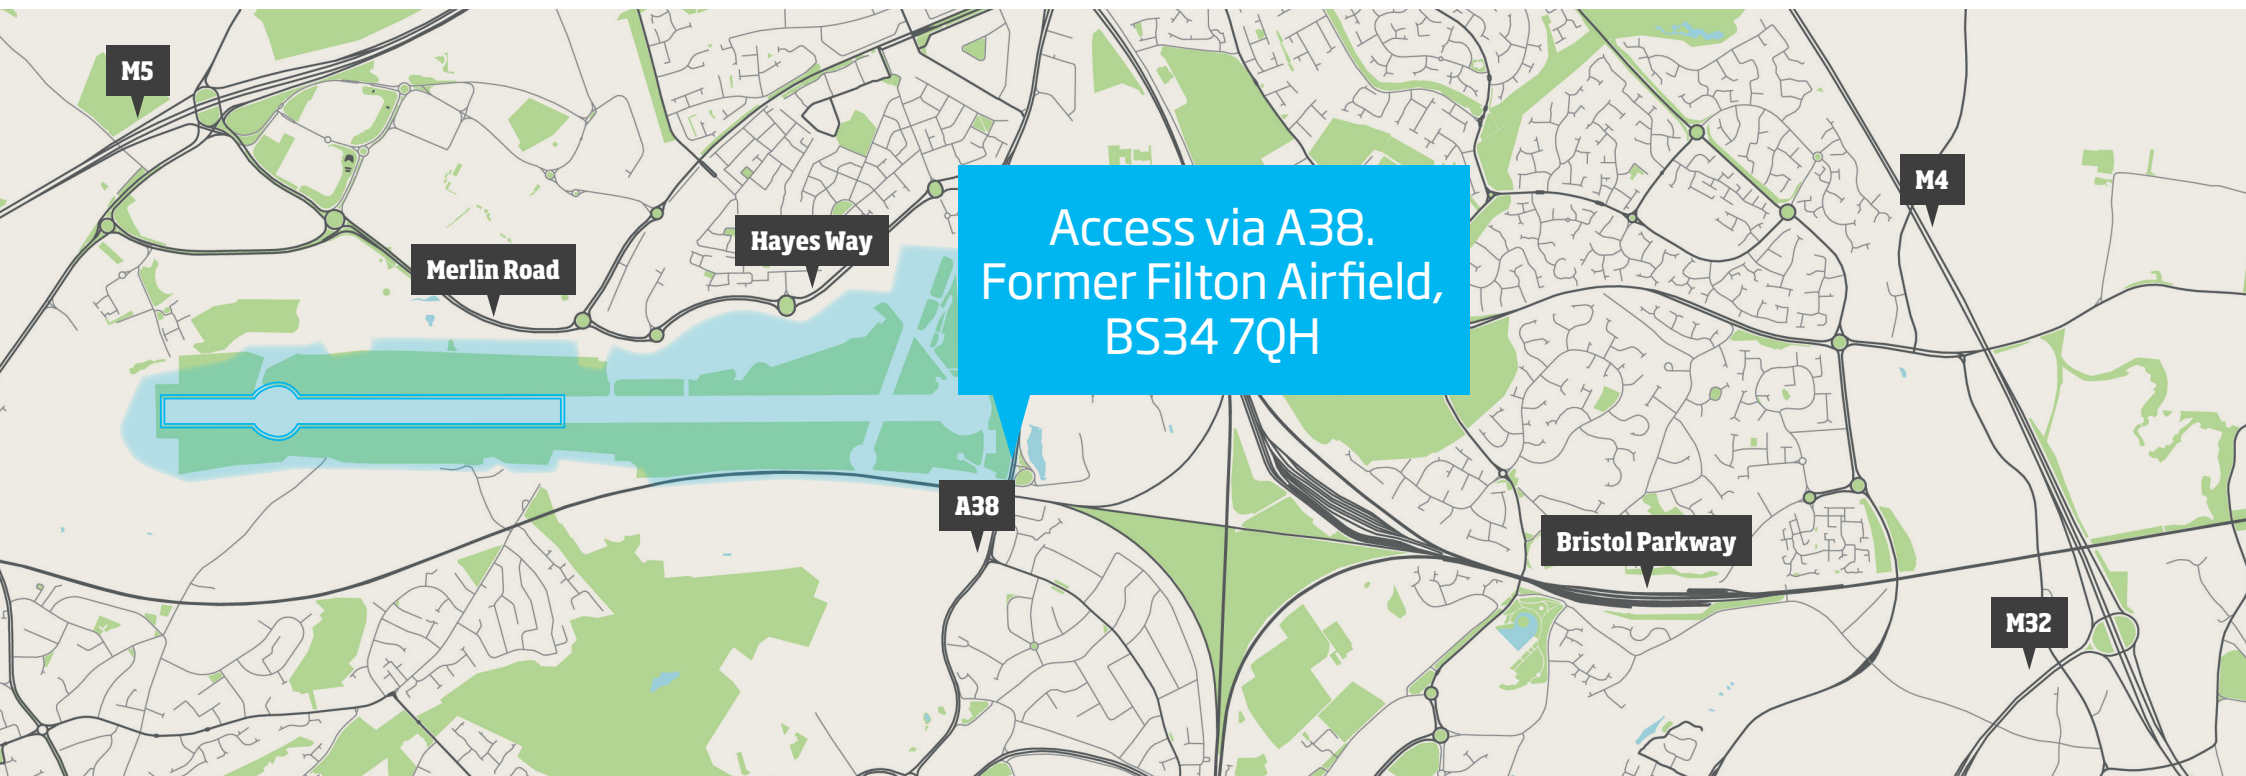 M5
M4
Access via A38.
Former Filton Airfield,
BS34 7QH
Hayes Way
Merlin Road
A38
Bristol Parkway
M32